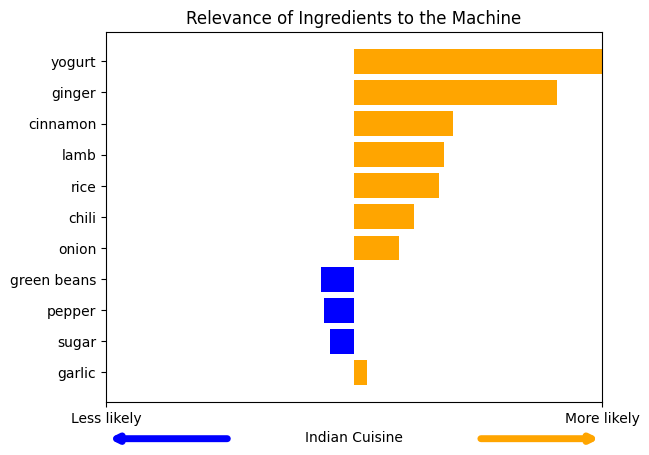 Relevance of Ingredients to the Machine
yogurt
ginger
cinnamon
lamb
rice
chili
onion
green beans
pepper
sugar
garlic
Less likely
More likely
Indian Cuisine